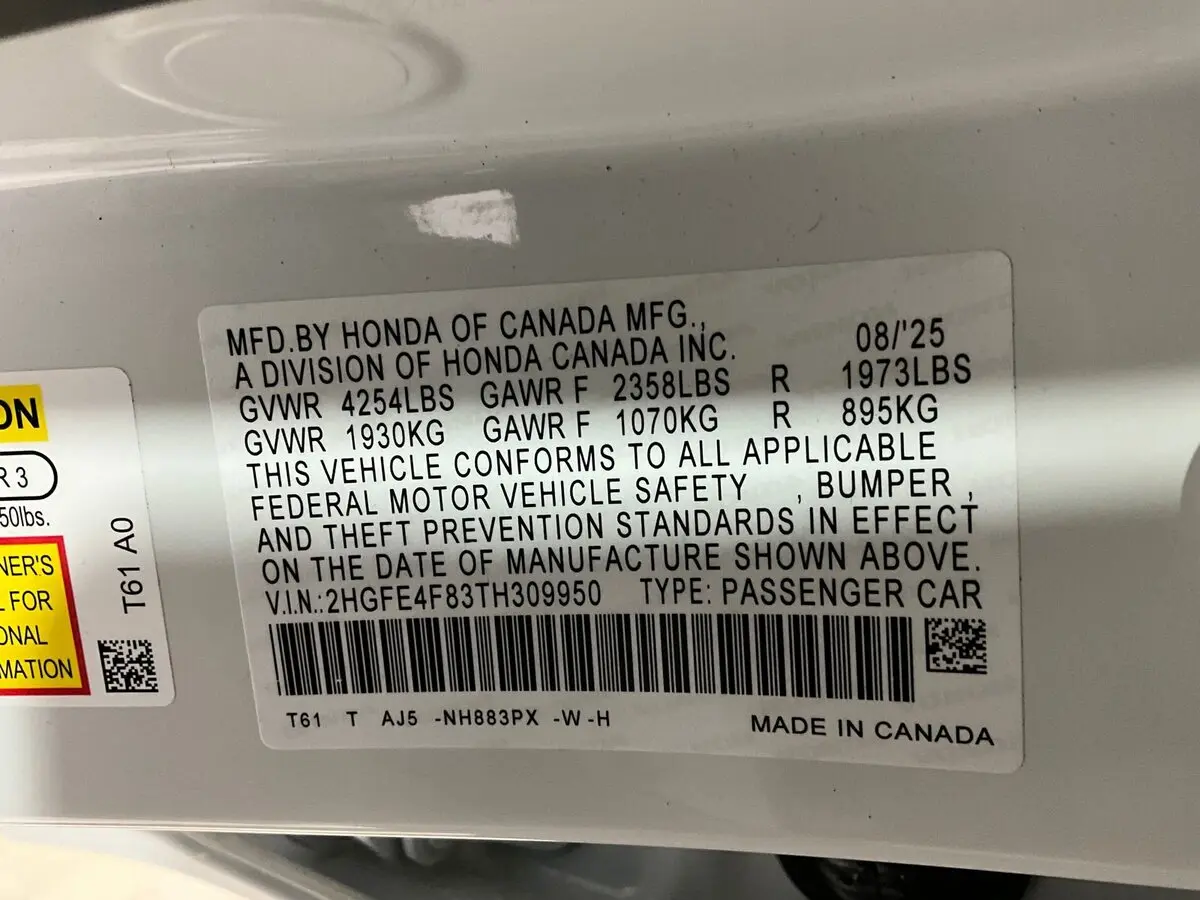 MFD.BY HONDA OF CANADA MFG.,
A DIVISION OF HONDA CANADA INC. 08/'25
GVWR 4254LBS GAWR F 2358LBS R 1973LBS
GVWR 1930KG GAWR F 1070KG R 895KG
THIS VEHICLE CONFORMS TO ALL APPLICABLE
FEDERAL MOTOR VEHICLE SAFETY , BUMPER ,
AND THEFT PREVENTION STANDARDS IN EFFECT
ON THE DATE OF MANUFACTURE SHOWN ABOVE.
V.I.N.:2HGFE4F83TH309950 TYPE: PASSENGER CAR
T61 T AJ5 -NH883PX -W -H MADE IN CANADA
ON
R 3
50lbs.
NER'S
L FOR
ONAL
MATION
T61 A0